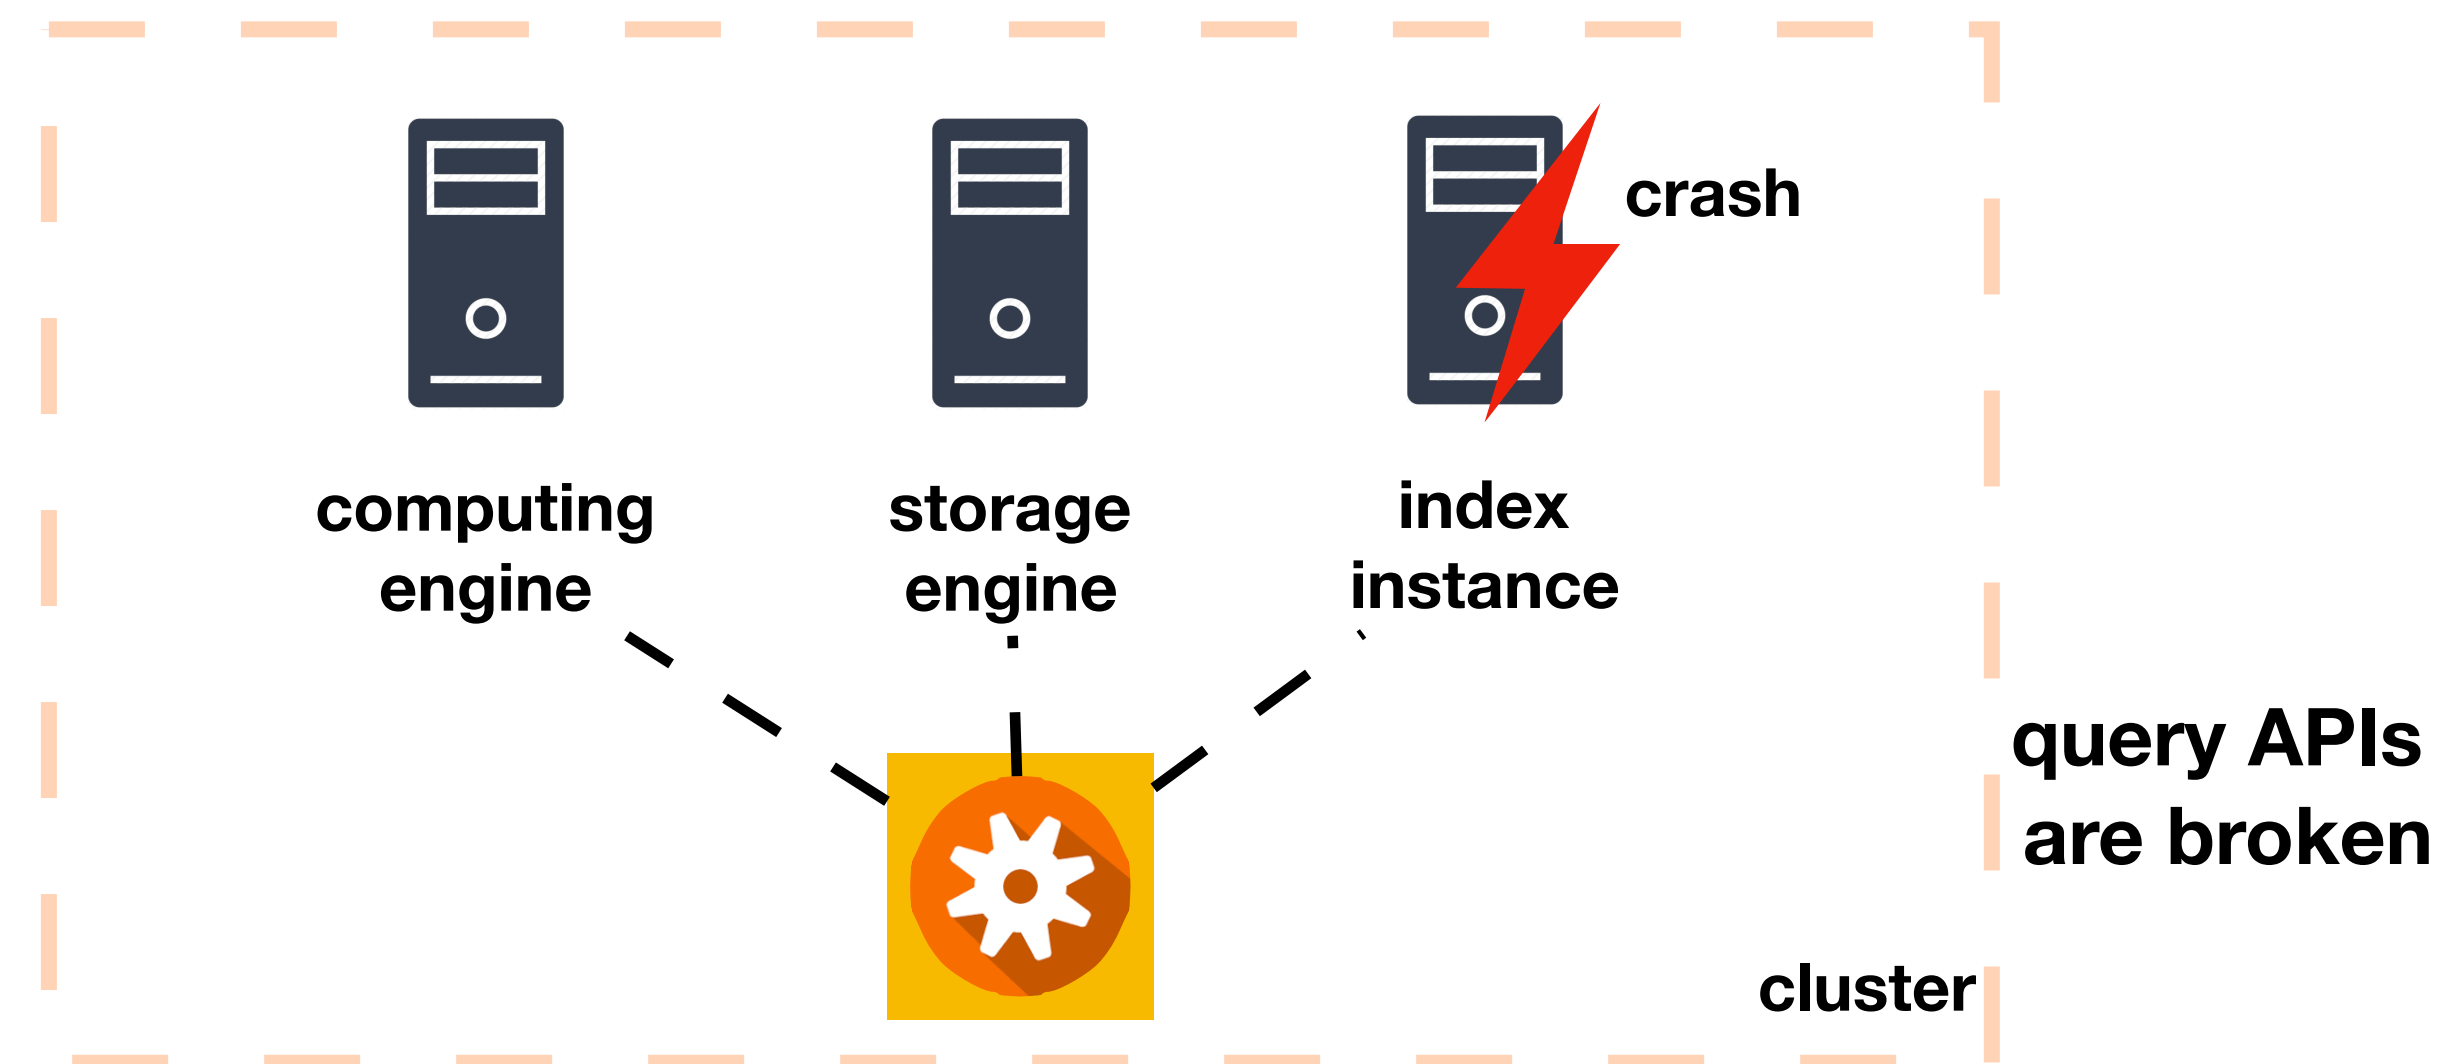 crash
computing
engine
storage
engine
index
instance
query APIs
are broken
cluster